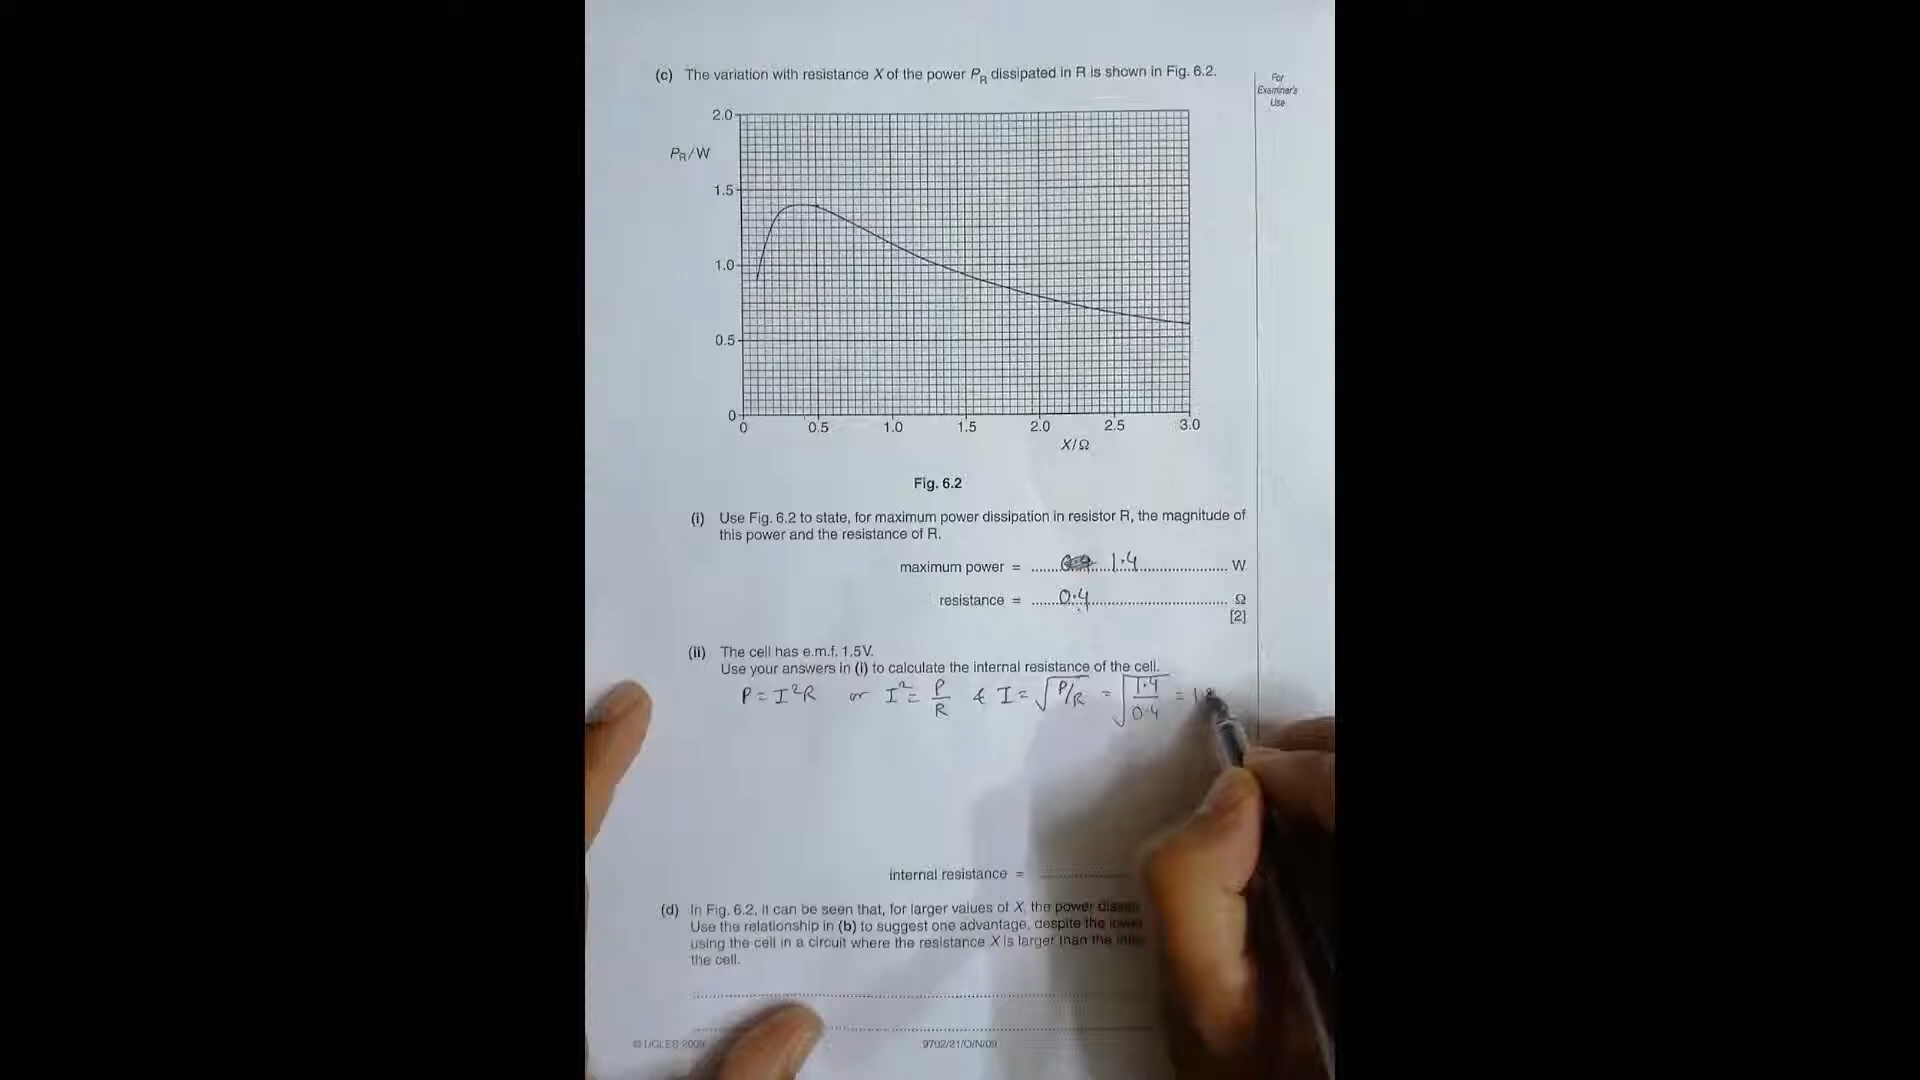 (c) The variation with resistance X of the power PR dissipated in R is shown in Fig. 6.2.
For
Examiner's
Use
2.0
PR / W
1.5
1.0
0.5
0
0 0.5 1.0 1.5 2.0 2.5 3.0
X / Ω
Fig. 6.2
(i) Use Fig. 6.2 to state, for maximum power dissipation in resistor R, the magnitude of
this power and the resistance of R.
maximum power = 1.4 W
resistance = 0.4 Ω
[2]
(ii) The cell has e.m.f. 1.5V.
Use your answers in (i) to calculate the internal resistance of the cell.
P = I²R or I² = P/R & I = √P/R = √1.4/0.4 =
internal resistance =
(d) In Fig. 6.2, it can be seen that, for larger values of X, the power
Use the relationship in (b) to suggest one advantage, despite the lower
using the cell in a circuit where the resistance X is larger than the
the cell.
© UCLES 2009
9702/21/O/N/09